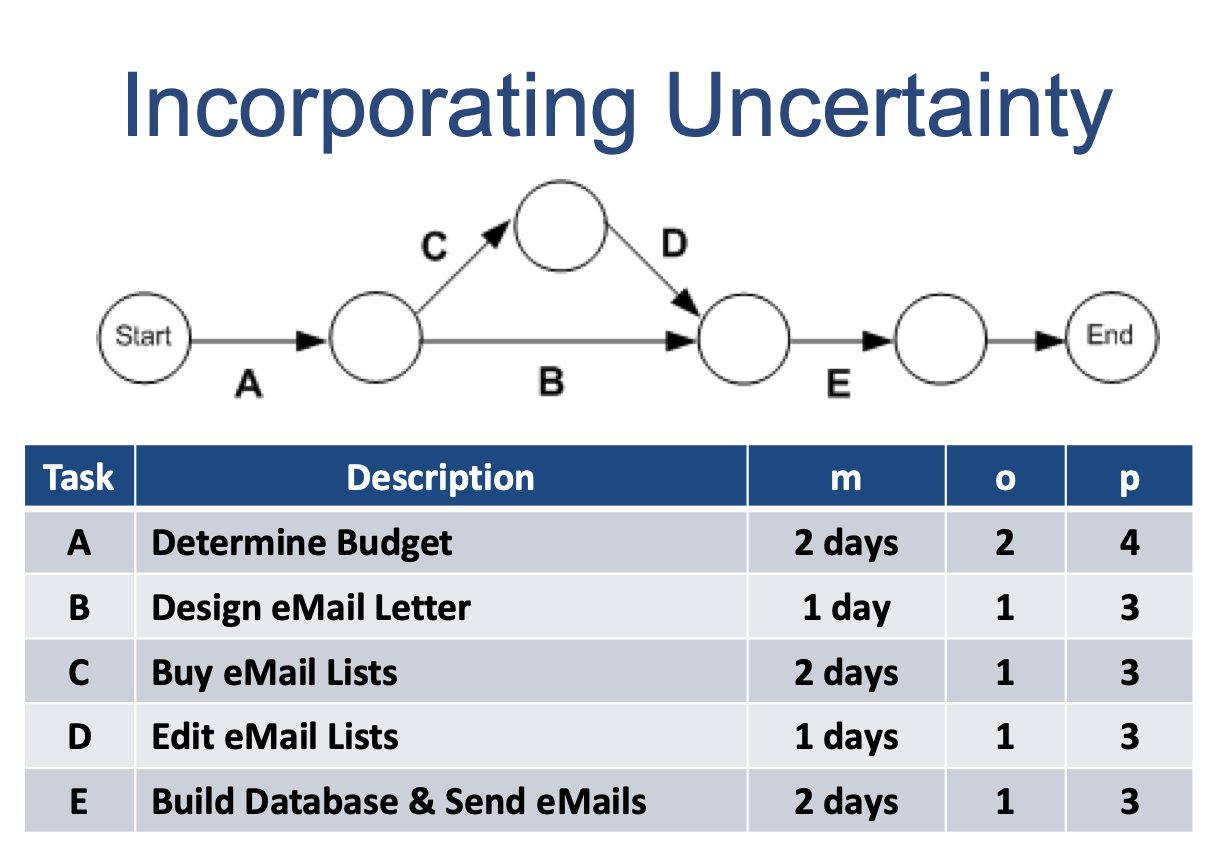 Incorporating Uncertainty
C
D
Start
End
A
B
E
Task Description m o p
A Determine Budget 2 days 2 4
B Design eMail Letter 1 day 1 3
C Buy eMail Lists 2 days 1 3
D Edit eMail Lists 1 days 1 3
E Build Database & Send eMails 2 days 1 3